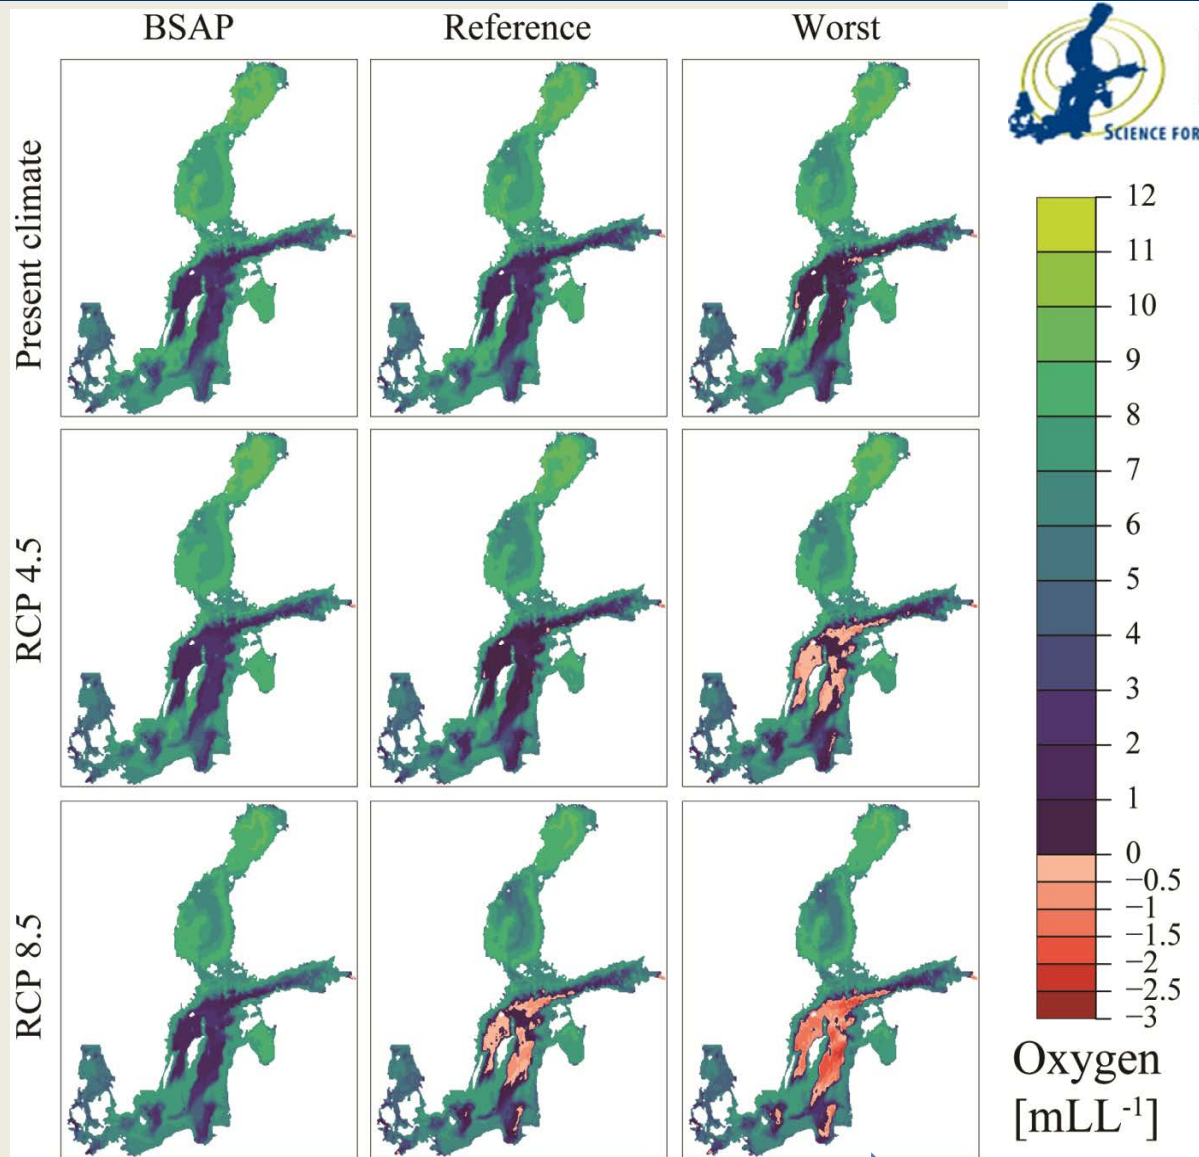 BSAP
Reference
Worst
SCIENCE FOR
Present climate
RCP 4.5
RCP 8.5
12
11
10
9
8
7
6
5
4
3
2
1
0
−0.5
−1
−1.5
−2
−2.5
−3
Oxygen
[mLL⁻¹]